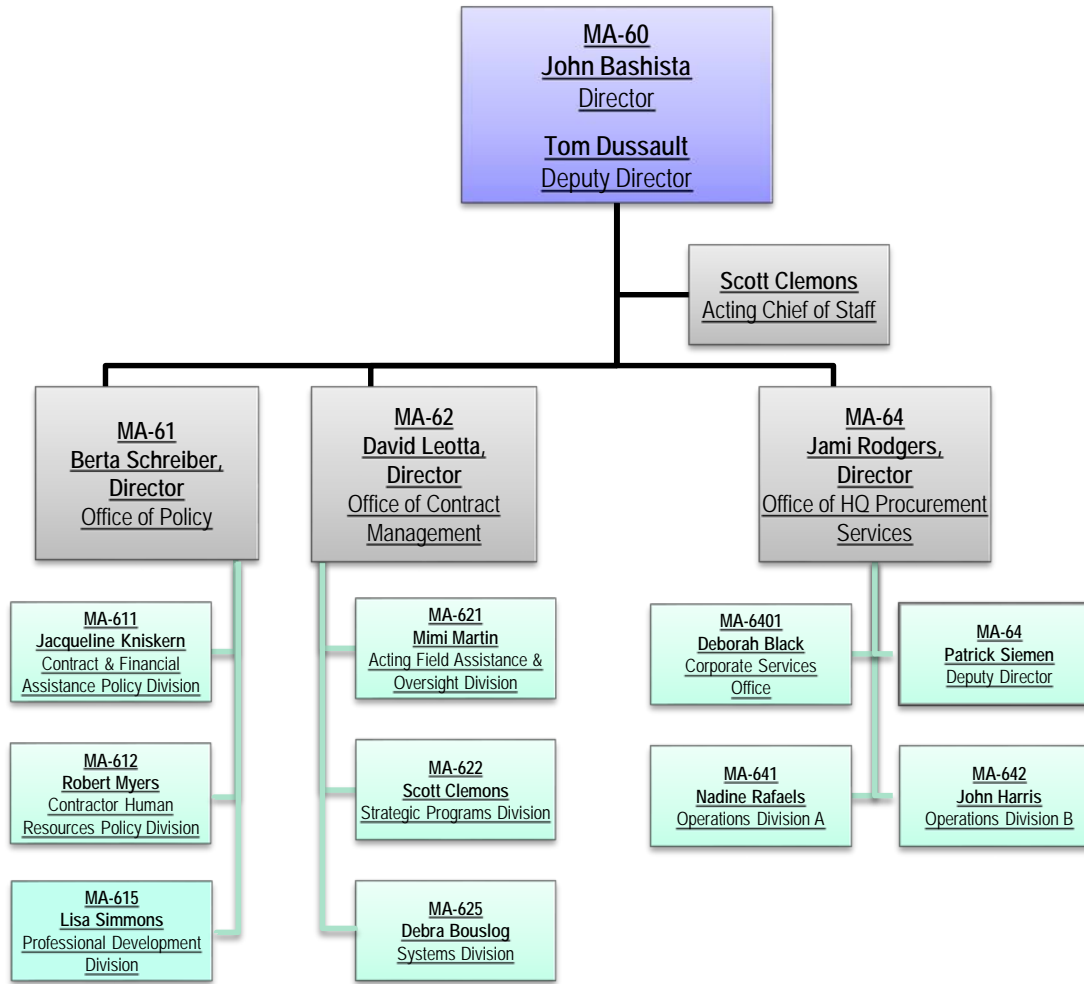 MA-60
John Bashista
Director
Tom Dussault
Deputy Director
Scott Clemons
Acting Chief of Staff
MA-61
Berta Schreiber,
Director
Office of Policy
MA-62
David Leotta,
Director
Office of Contract
Management
MA-64
Jami Rodgers,
Director
Office of HQ Procurement
Services
MA-611
Jacqueline Kniskern
Contract & Financial
Assistance Policy Division
MA-612
Robert Myers
Contractor Human
Resources Policy Division
MA-615
Lisa Simmons
Professional Development
Division
MA-621
Mimi Martin
Acting Field Assistance &
Oversight Division
MA-622
Scott Clemons
Strategic Programs Division
MA-625
Debra Bouslog
Systems Division
MA-6401
Deborah Black
Corporate Services
Office
MA-64
Patrick Siemen
Deputy Director
MA-641
Nadine Rafaels
Operations Division A
MA-642
John Harris
Operations Division B